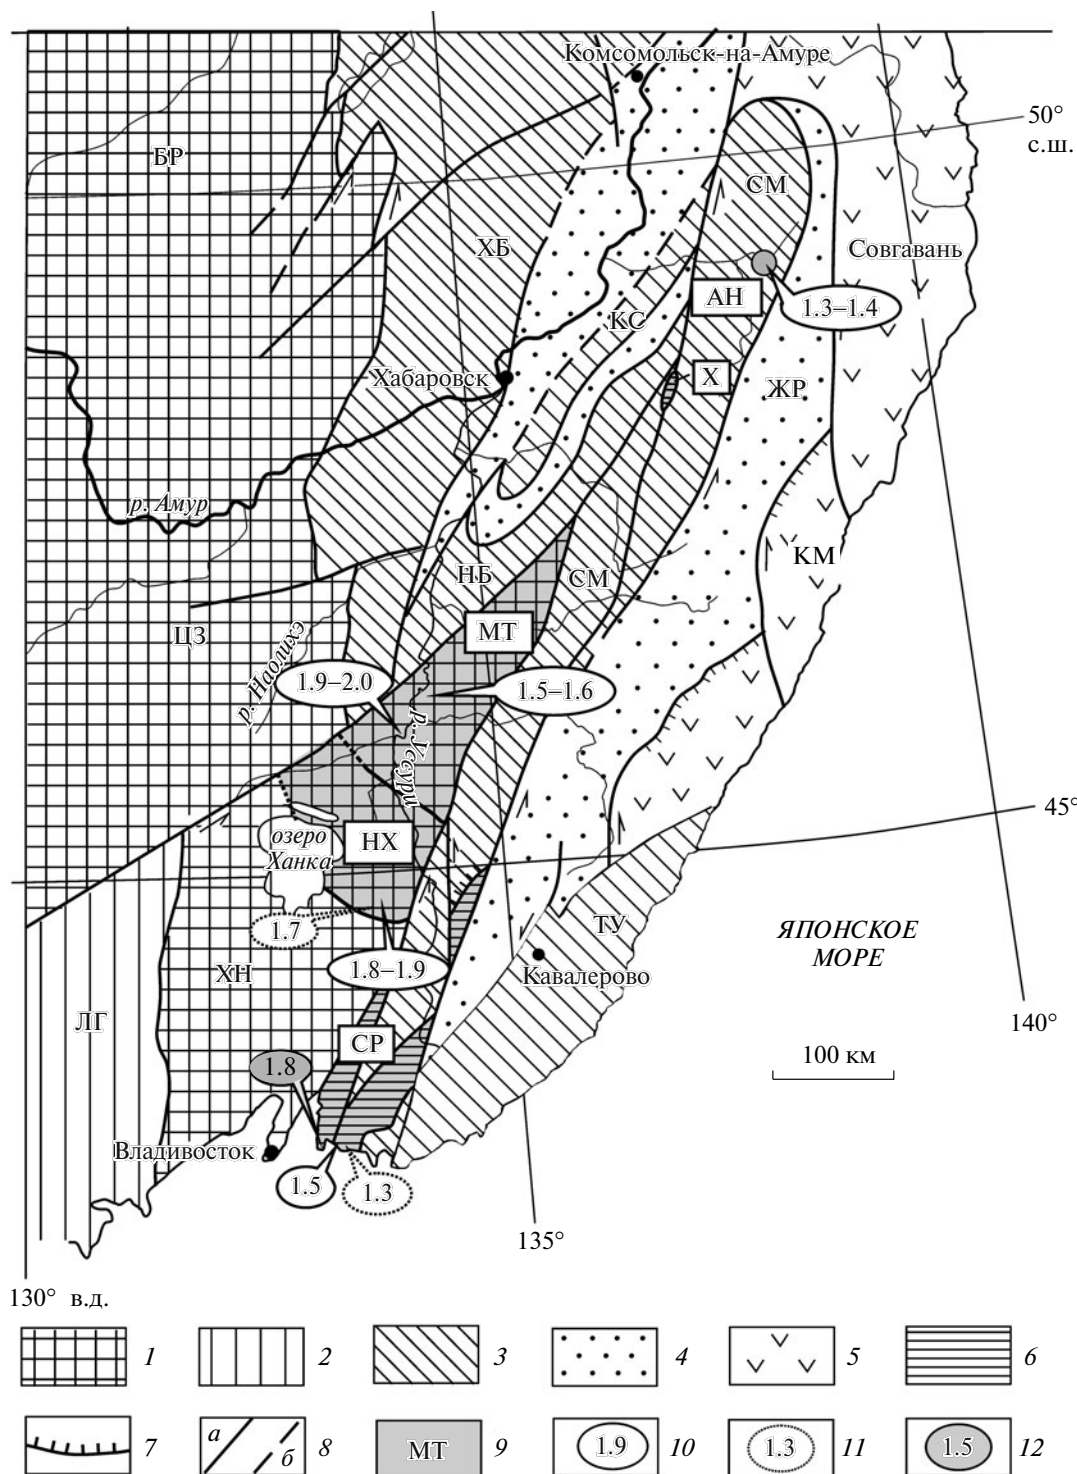 Комсомольск-на-Амуре
50°
с.ш.
БР
СМ
ХБ
Совгавань
АН
1.3–1.4
КС
Хабаровск
Х
ЖР
р. Амур
КМ
НБ
СМ
МТ
ЦЗ
р. Наолихэ
1.9–2.0
1.5–1.6
р. Уссури
45°
озеро
Ханка
НХ
1.7
ТУ
ЯПОНСКОЕ
МОРЕ
ХН
1.8–1.9
Кавалерово
ЛГ
СР
140°
1.8
100 км
Владивосток
1.5
1.3
135°
130° в.д.
1
2
3
4
5
6
7
а
б
8
МТ
9
1.9
10
1.3
11
1.5
12